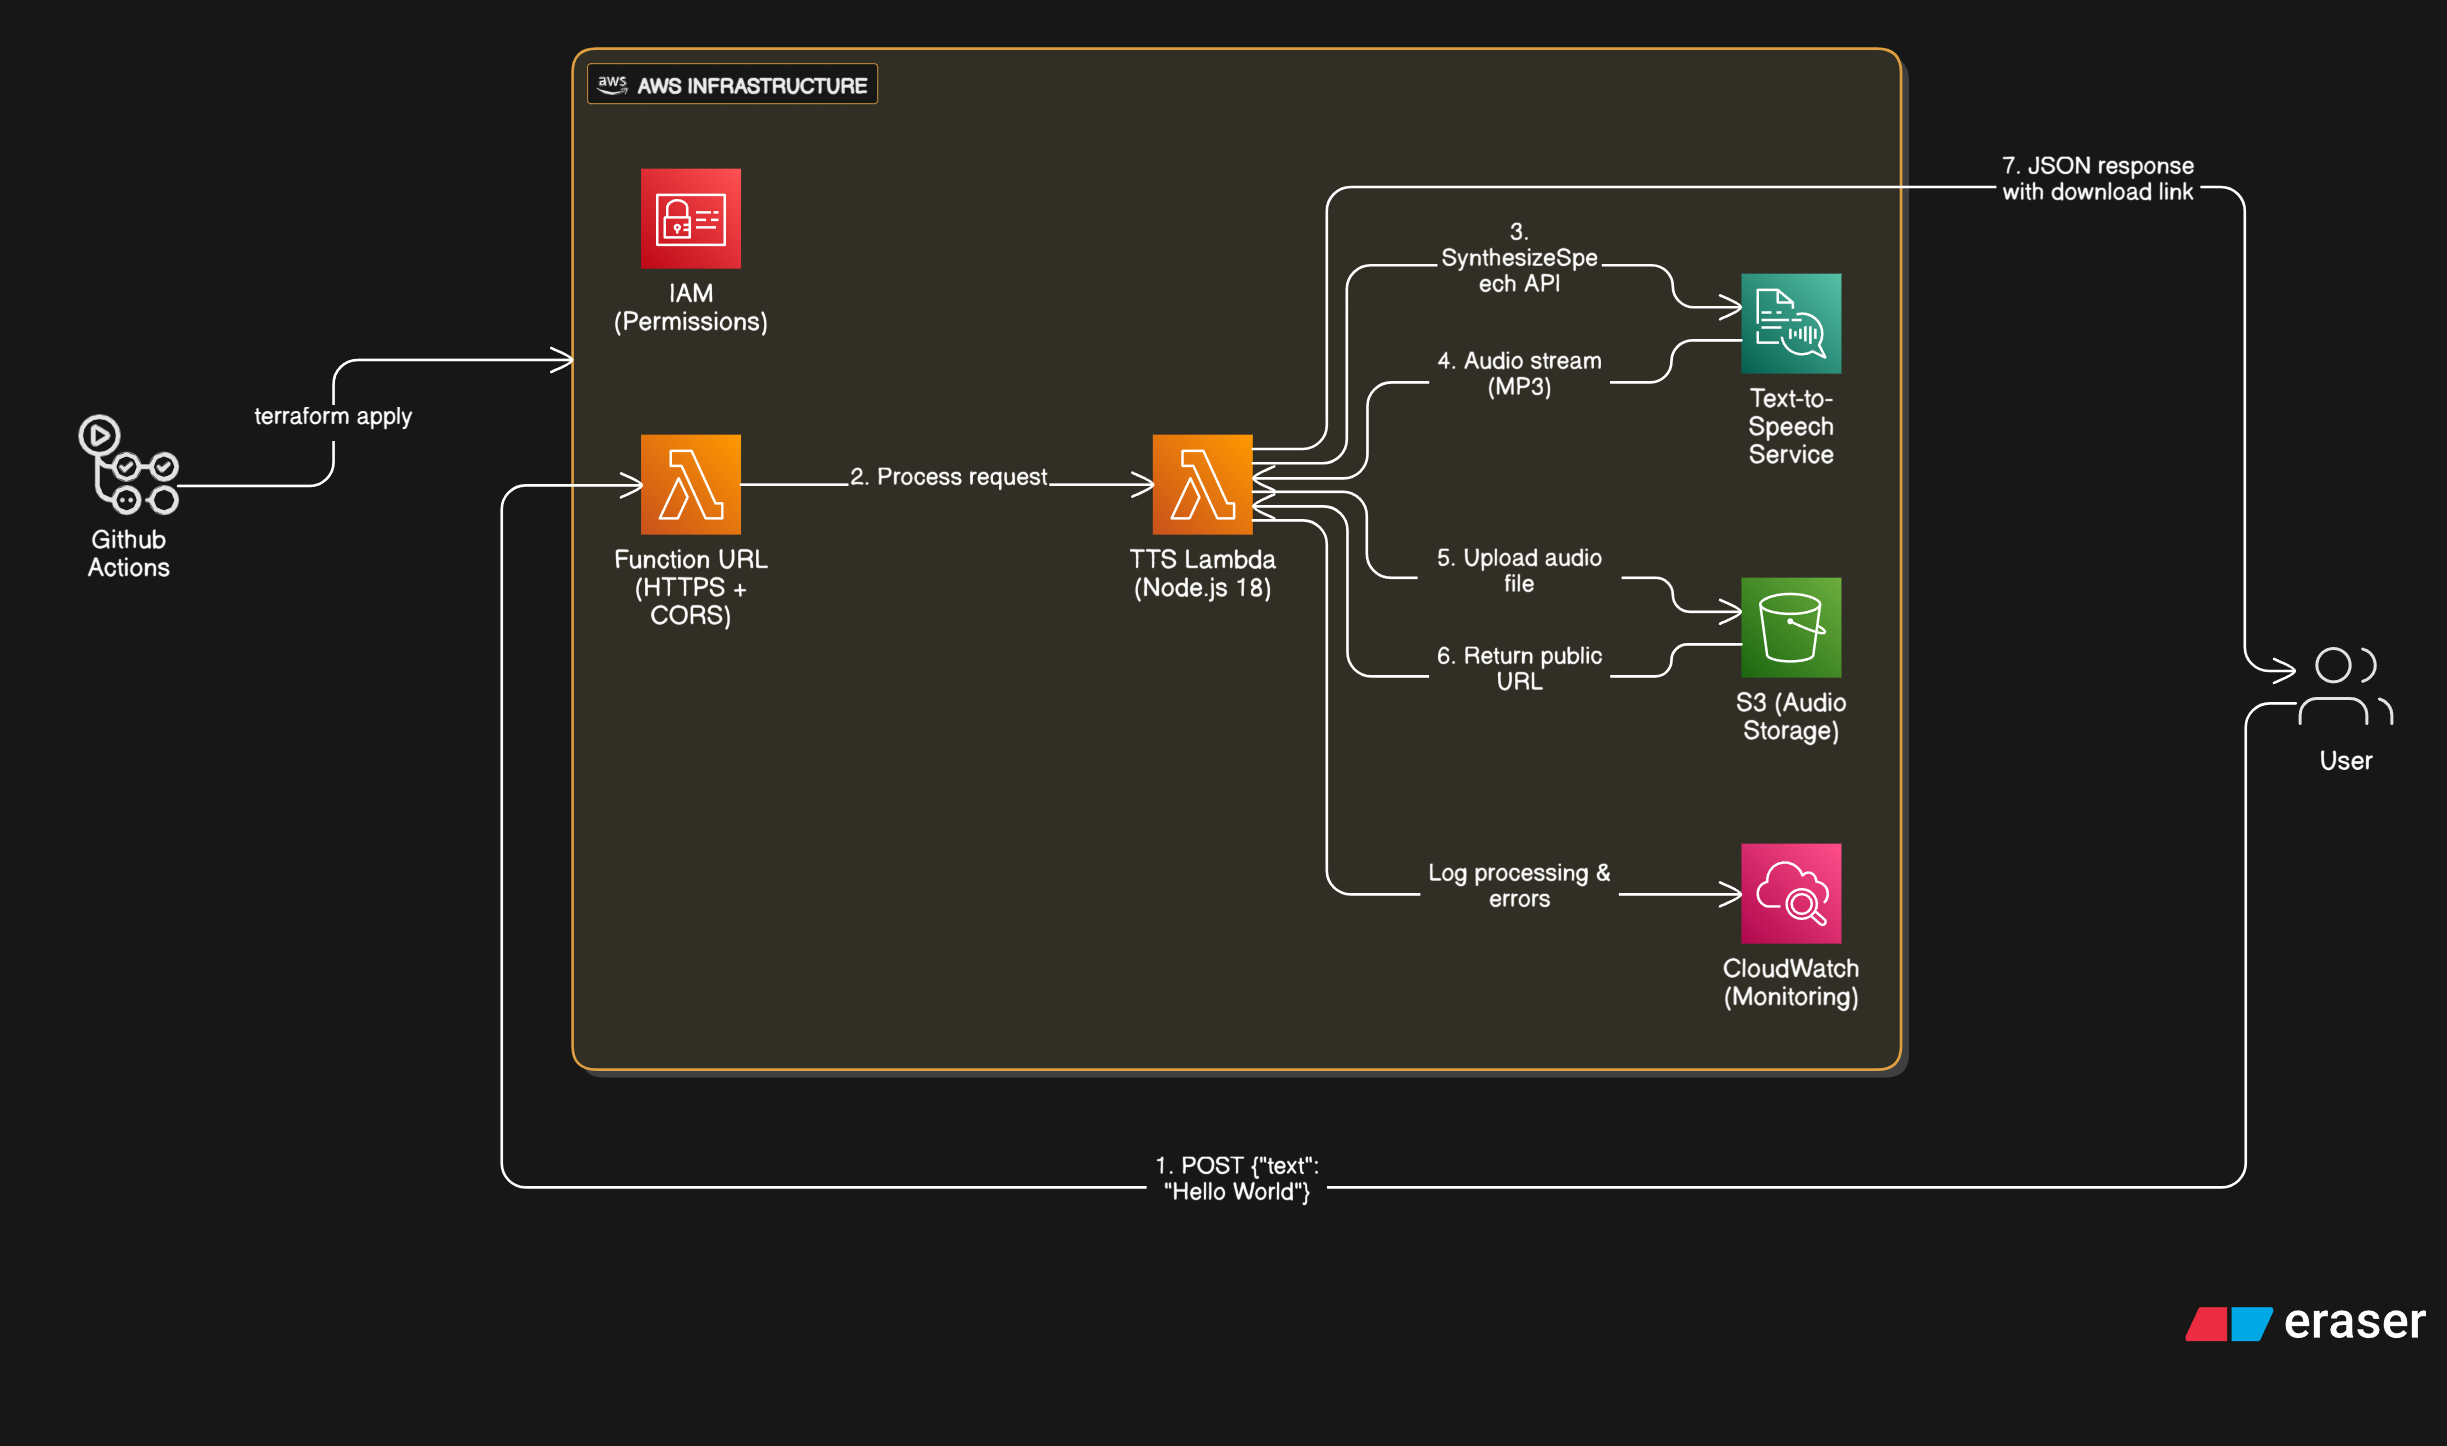 aws AWS INFRASTRUCTURE
IAM
(Permissions)
terraform apply
Github
Actions
Function URL
(HTTPS +
CORS)
2. Process request
TTS Lambda
(Node.js 18)
7. JSON response
with download link
3.
SynthesizeSpe
ech API
4. Audio stream
(MP3)
Text-to-
Speech
Service
5. Upload audio
file
6. Return public
URL
S3 (Audio
Storage)
User
Log processing &
errors
CloudWatch
(Monitoring)
1. POST {"text":
"Hello World"}
eraser